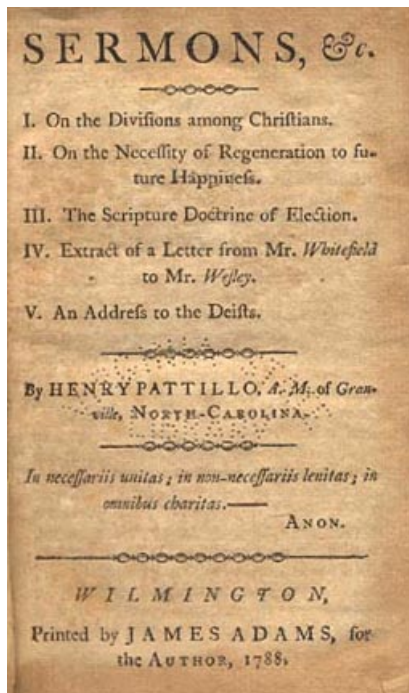 SERMONS, &c.
I. On the Diviſions among Chriſtians.
II. On the Neceſſity of Regeneration to fu-
ture Happineſs.
III. The Scripture Doctrine of Election.
IV. Extract of a Letter from Mr. Whitefield
to Mr. Weſley.
V. An Addreſs to the Deiſts.
By HENRY PATTILLO, A. M. of Gran-
ville, NORTH-CAROLINA.
In neceſſariis unitas; in non-neceſſariis lenitas; in
omnibus charitas.——
ANON.
WILMINGTON,
Printed by JAMES ADAMS, for
the AUTHOR, 1788.